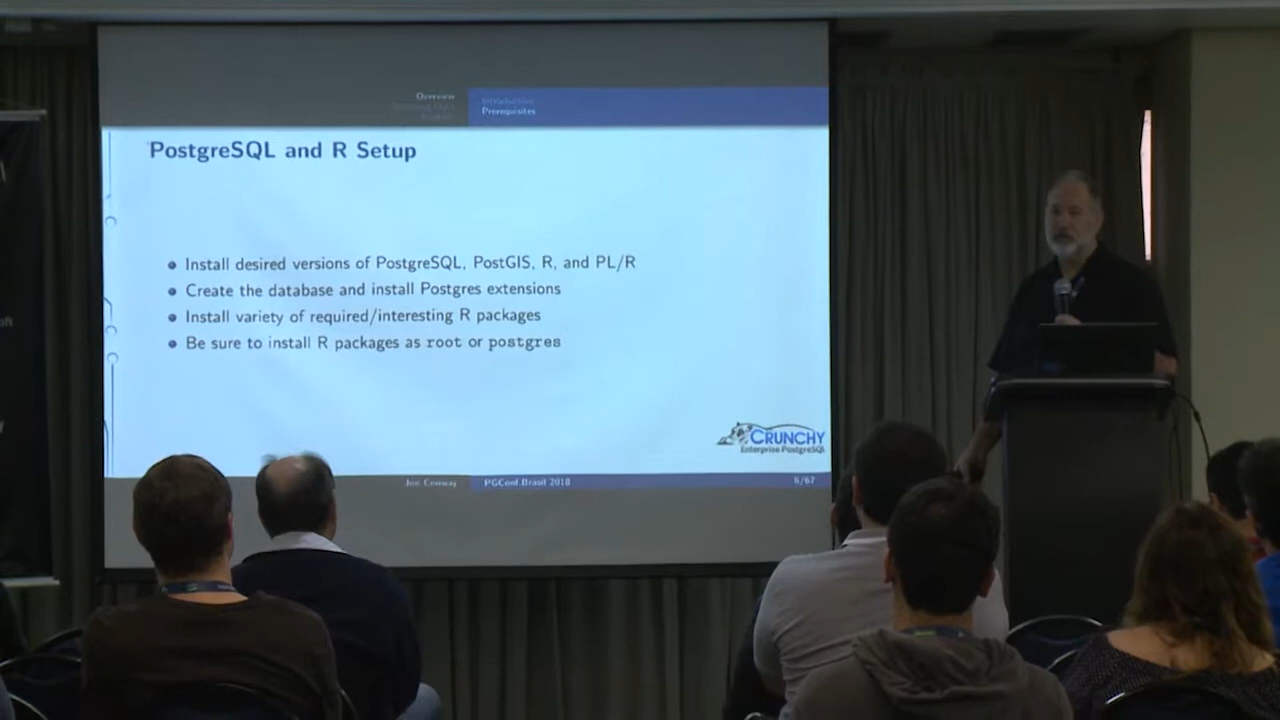 Overview
Introduction
Prerequisites
PostgreSQL and R Setup
Install desired versions of PostgreSQL, PostGIS, R, and PL/R
Create the database and install Postgres extensions
Install variety of required/interesting R packages
Be sure to install R packages as root or postgres
CRUNCHY
Enterprise PostgreSQL
Joe Conway
PGConf.Brasil 2018
6/67